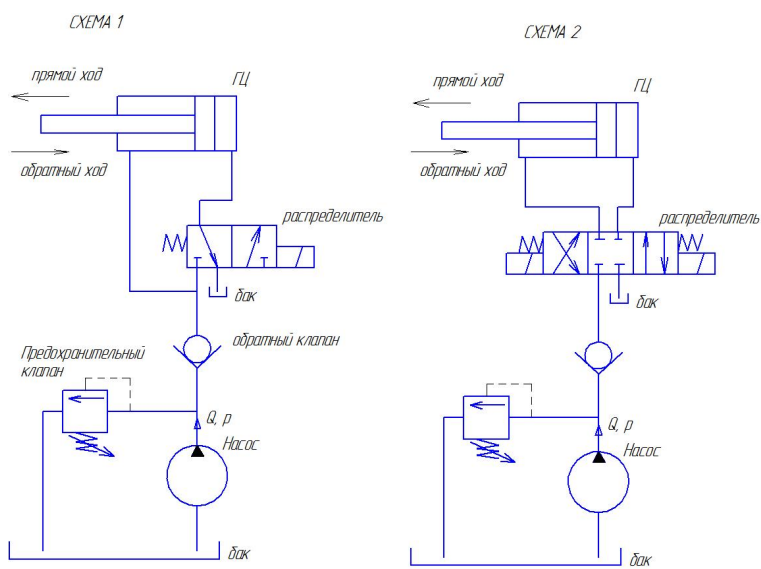 СХЕМА 1
прямой ход
ГЦ
обратный ход
распределитель
бак
обратный клапан
Предохранительный
клапан
Q, p
Насос
бак
СХЕМА 2
прямой ход
ГЦ
обратный ход
распределитель
бак
Q, p
Насос
бак